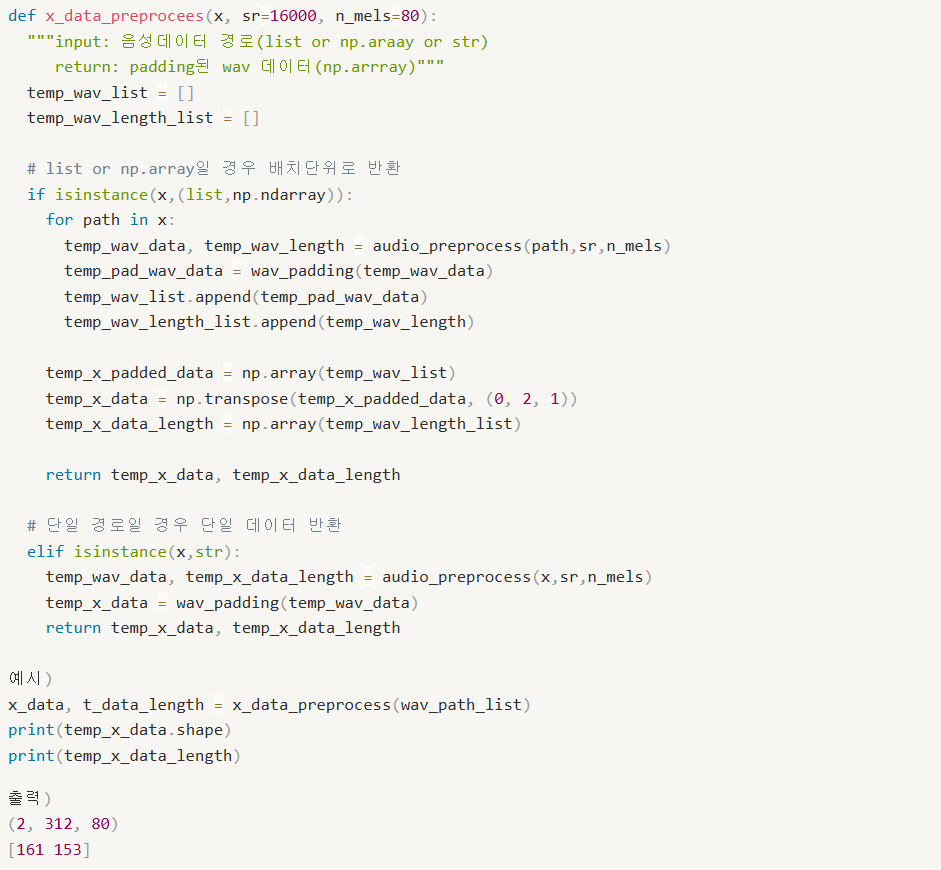 def x_data_preprocees(x, sr=16000, n_mels=80):
  """input: 음성데이터 경로(list or np.araay or str)
     return: padding된 wav 데이터(np.arrray)"""
  temp_wav_list = []
  temp_wav_length_list = []

  # list or np.array일 경우 배치단위로 반환
  if isinstance(x,(list,np.ndarray)):
    for path in x:
      temp_wav_data, temp_wav_length = audio_preprocess(path,sr,n_mels)
      temp_pad_wav_data = wav_padding(temp_wav_data)
      temp_wav_list.append(temp_pad_wav_data)
      temp_wav_length_list.append(temp_wav_length)

    temp_x_padded_data = np.array(temp_wav_list)
    temp_x_data = np.transpose(temp_x_padded_data, (0, 2, 1))
    temp_x_data_length = np.array(temp_wav_length_list)

    return temp_x_data, temp_x_data_length

  # 단일 경로일 경우 단일 데이터 반환
  elif isinstance(x,str):
    temp_wav_data, temp_x_data_length = audio_preprocess(x,sr,n_mels)
    temp_x_data = wav_padding(temp_wav_data)
    return temp_x_data, temp_x_data_length

예시)
x_data, t_data_length = x_data_preprocess(wav_path_list)
print(temp_x_data.shape)
print(temp_x_data_length)

출력)
(2, 312, 80)
[161 153]